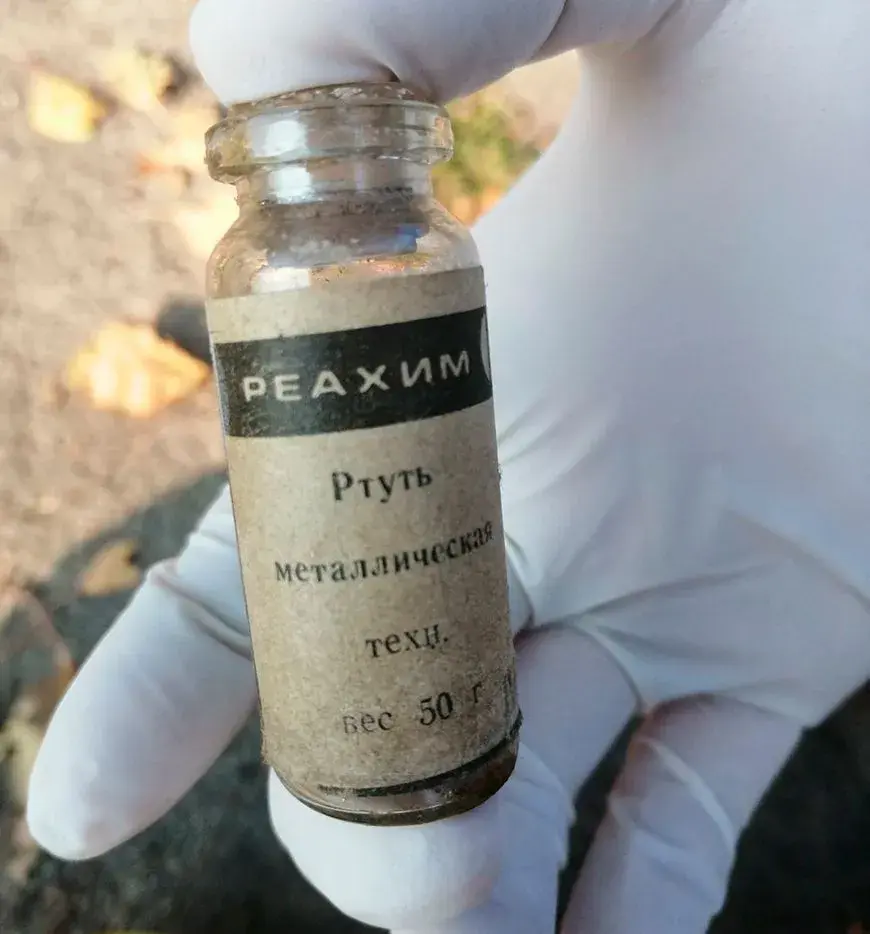 РЕАХИМ
Ртуть
металлическая
техн.
вес 50 г